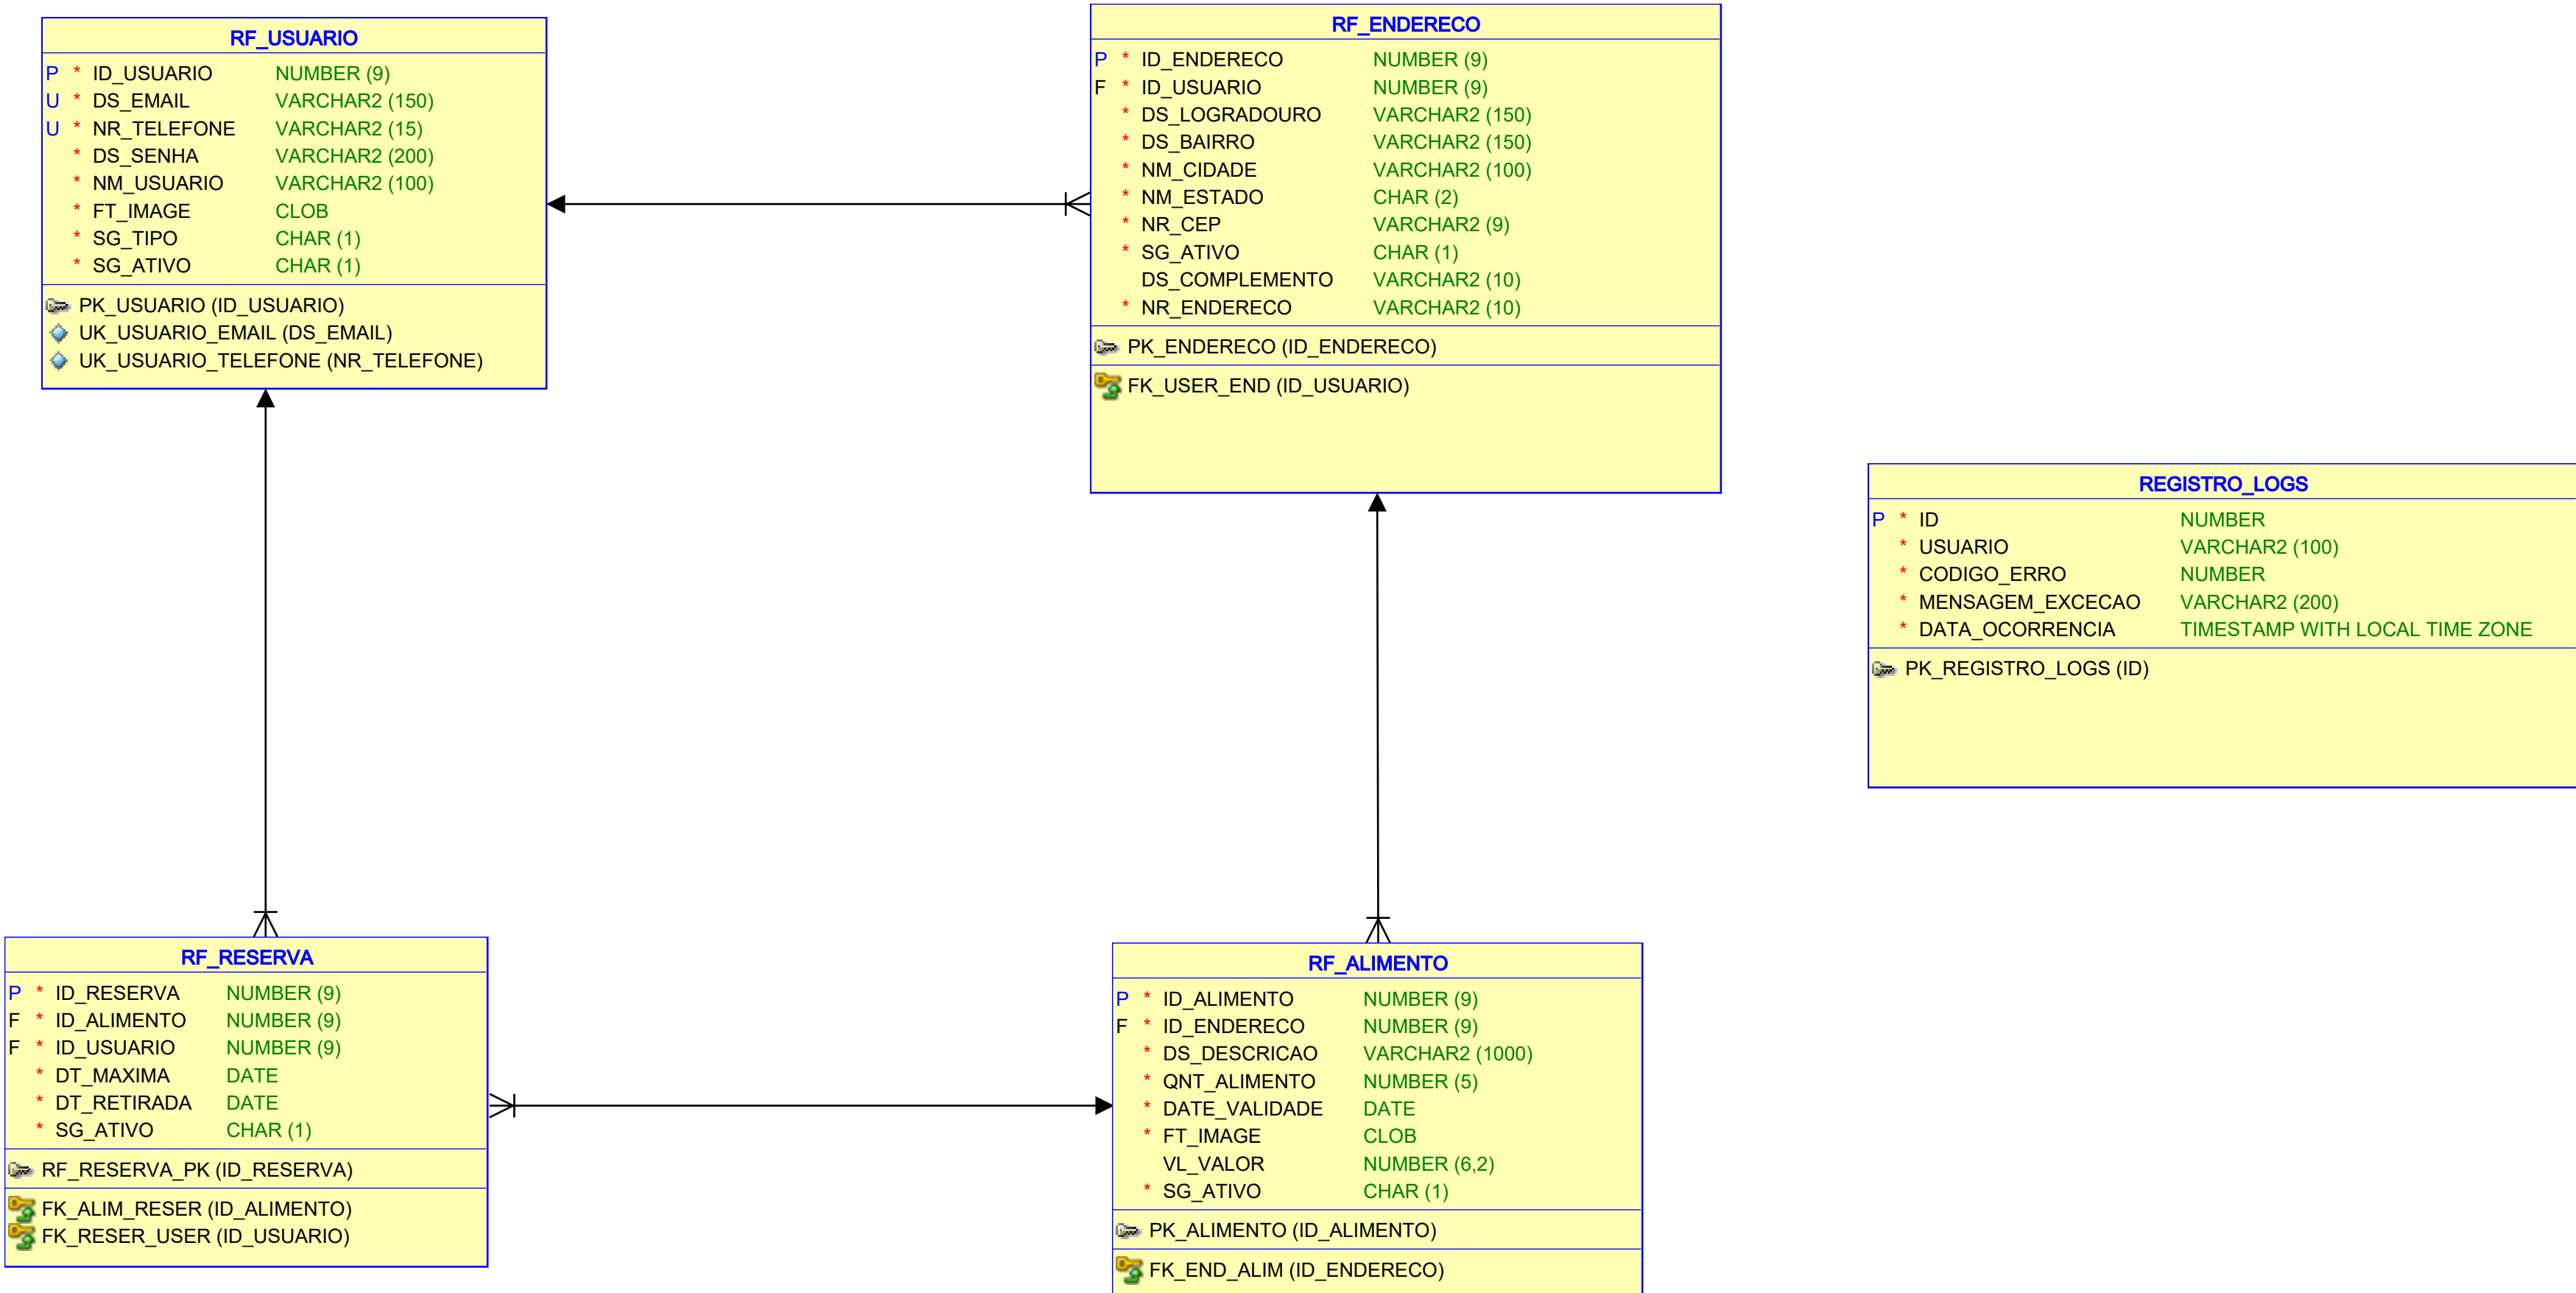 RF_USUARIO
P * ID_USUARIO NUMBER (9)
U * DS_EMAIL VARCHAR2 (150)
U * NR_TELEFONE VARCHAR2 (15)
* DS_SENHA VARCHAR2 (200)
* NM_USUARIO VARCHAR2 (100)
* FT_IMAGE CLOB
* SG_TIPO CHAR (1)
* SG_ATIVO CHAR (1)
PK_USUARIO (ID_USUARIO)
UK_USUARIO_EMAIL (DS_EMAIL)
UK_USUARIO_TELEFONE (NR_TELEFONE)
RF_ENDERECO
P * ID_ENDERECO NUMBER (9)
F * ID_USUARIO NUMBER (9)
* DS_LOGRADOURO VARCHAR2 (150)
* DS_BAIRRO VARCHAR2 (150)
* NM_CIDADE VARCHAR2 (100)
* NM_ESTADO CHAR (2)
* NR_CEP VARCHAR2 (9)
* SG_ATIVO CHAR (1)
DS_COMPLEMENTO VARCHAR2 (10)
* NR_ENDERECO VARCHAR2 (10)
PK_ENDERECO (ID_ENDERECO)
FK_USER_END (ID_USUARIO)
REGISTRO_LOGS
P * ID NUMBER
* USUARIO VARCHAR2 (100)
* CODIGO_ERRO NUMBER
* MENSAGEM_EXCECAO VARCHAR2 (200)
* DATA_OCORRENCIA TIMESTAMP WITH LOCAL TIME ZONE
PK_REGISTRO_LOGS (ID)
RF_RESERVA
P * ID_RESERVA NUMBER (9)
F * ID_ALIMENTO NUMBER (9)
F * ID_USUARIO NUMBER (9)
* DT_MAXIMA DATE
* DT_RETIRADA DATE
* SG_ATIVO CHAR (1)
RF_RESERVA_PK (ID_RESERVA)
FK_ALIM_RESER (ID_ALIMENTO)
FK_RESER_USER (ID_USUARIO)
RF_ALIMENTO
P * ID_ALIMENTO NUMBER (9)
F * ID_ENDERECO NUMBER (9)
* DS_DESCRICAO VARCHAR2 (1000)
* QNT_ALIMENTO NUMBER (5)
* DATE_VALIDADE DATE
* FT_IMAGE CLOB
VL_VALOR NUMBER (6,2)
* SG_ATIVO CHAR (1)
PK_ALIMENTO (ID_ALIMENTO)
FK_END_ALIM (ID_ENDERECO)